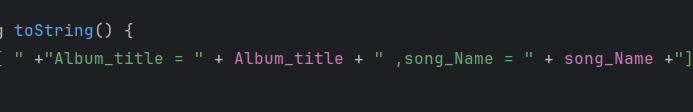 toString() {
[ " +"Album_title = " + Album_title + " ,song_Name = " + song_Name +"]